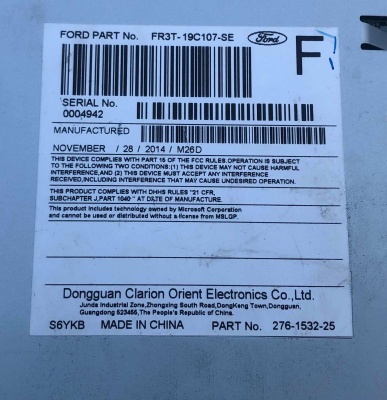 FORD PART No. FR3T-19C107-SE Ford F
SERIAL No.
0004942
MANUFACTURED
NOVEMBER / 28 / 2014 / M26D
THIS DEVICE COMPLIES WITH PART 15 OF THE FCC RULES.OPERATION IS SUBJECT
TO THE FOLLOWING TWO CONDITIONS:(1) THIS DEVICE MAY NOT CAUSE HARMFUL
INTERFERENCE,AND (2) THIS DEVICE MUST ACCEPT ANY INTERFERENCE
RECEIVED,INCLUDING INTERFERENCE THAT MAY CAUSE UNDESIRED OPERATION.
THIS PRODUCT COMPLIES WITH DHHS RULES "21 CFR,
SUBCHAPTER J,PART 1040" AT DATE OF MANUFACTURE.
This product includes technology owned by Microsoft Corporation
and cannot be used or distributed without a license from MSLGP.
Dongguan Clarion Orient Electronics Co.,Ltd.
Junda Industrial Zone,Zhongxing South Road,DongKeng Town,Dongguan,
Guangdong 523455,The People's Republic of China.
S6YKB MADE IN CHINA PART No. 276-1532-25